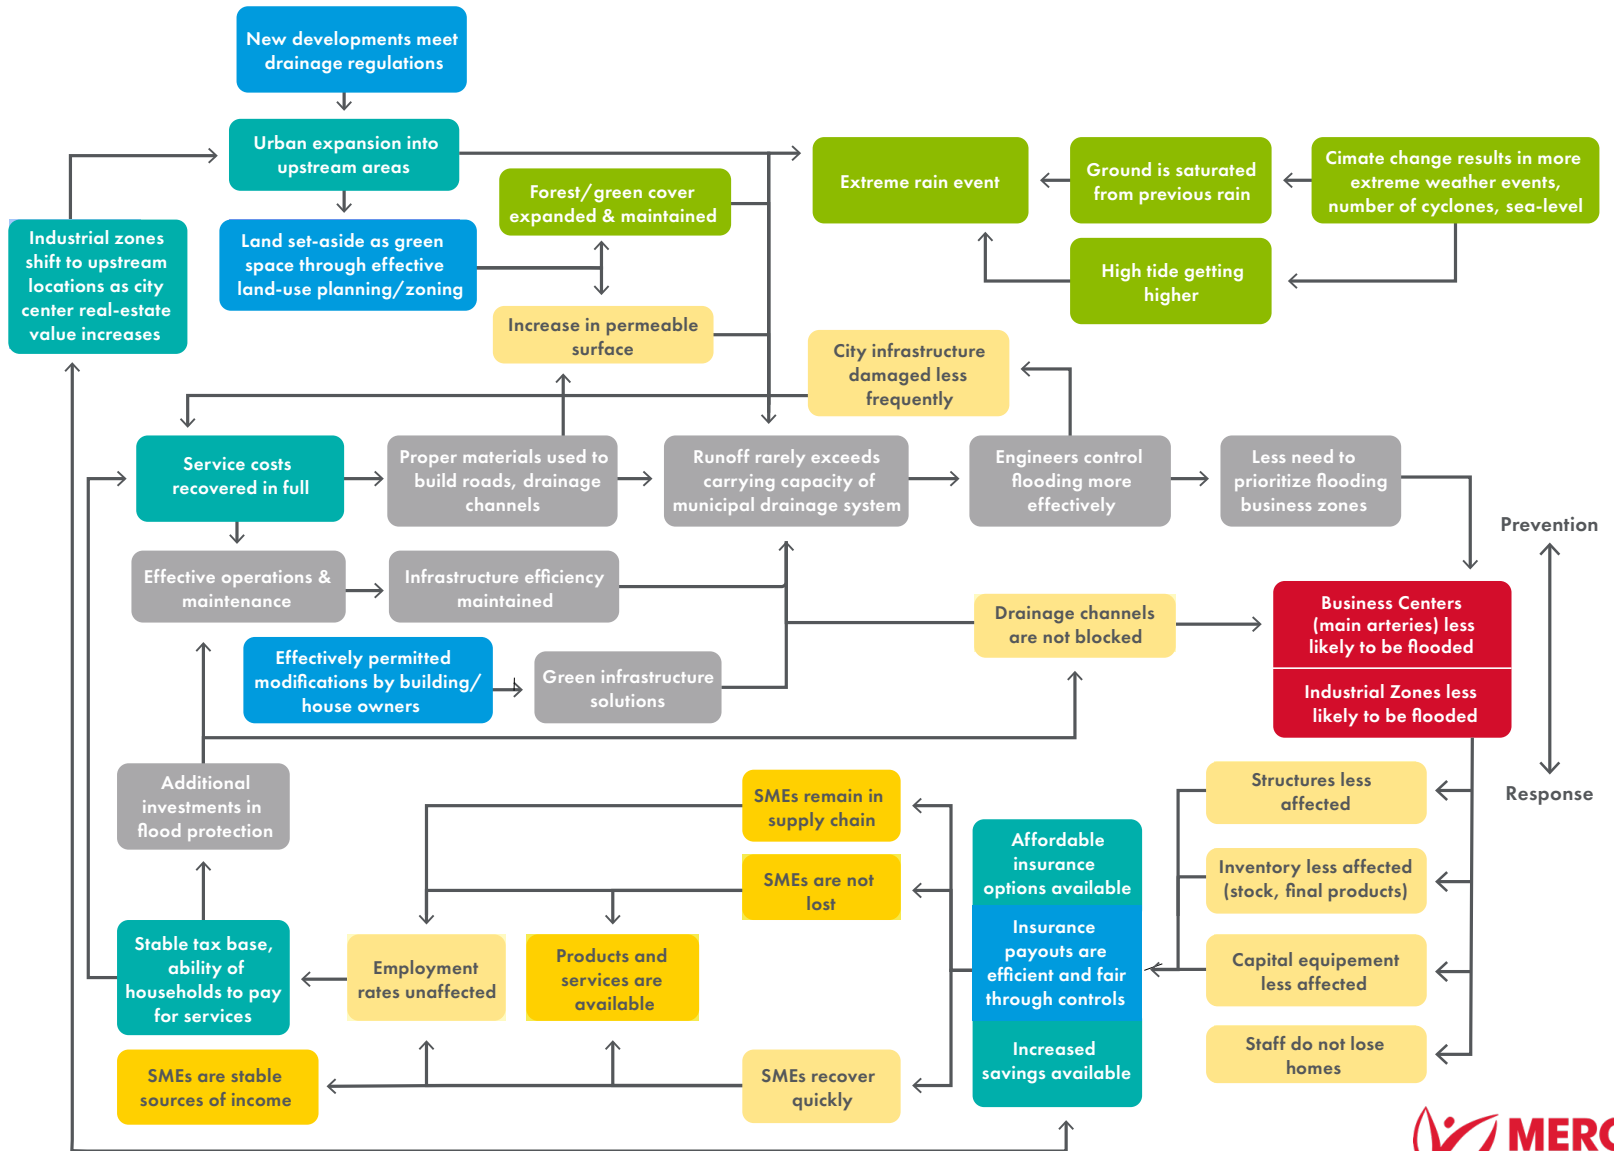 New developments meet
drainage regulations
Urban expansion into
upstream areas
Forest/green cover
expanded & maintained
Extreme rain event
Ground is saturated
from previous rain
Cimate change results in more
extreme weather events,
number of cyclones, sea-level
Industrial zones
shift to upstream
locations as city
center real-estate
value increases
Land set-aside as green
space through effective
land-use planning/zoning
High tide getting
higher
Increase in permeable
surface
City infrastructure
damaged less
frequently
Service costs
recovered in full
Proper materials used to
build roads, drainage
channels
Runoff rarely exceeds
carrying capacity of
municipal drainage system
Engineers control
flooding more
effectively
Less need to
prioritize flooding
business zones
Prevention
Effective operations &
maintenance
Infrastructure efficiency
maintained
Drainage channels
are not blocked
Business Centers
(main arteries) less
likely to be flooded
Industrial Zones less
likely to be flooded
Effectively permitted
modifications by building/
house owners
Green infrastructure
solutions
Response
Additional
investments in
flood protection
SMEs remain in
supply chain
Affordable
insurance
options available
Structures less
affected
SMEs are not
lost
Inventory less affected
(stock, final products)
Stable tax base,
ability of
households to pay
for services
Employment
rates unaffected
Products and
services are
available
Insurance
payouts are
efficient and fair
through controls
Capital equipement
less affected
SMEs are stable
sources of income
SMEs recover
quickly
Increased
savings available
Staff do not lose
homes
MERC